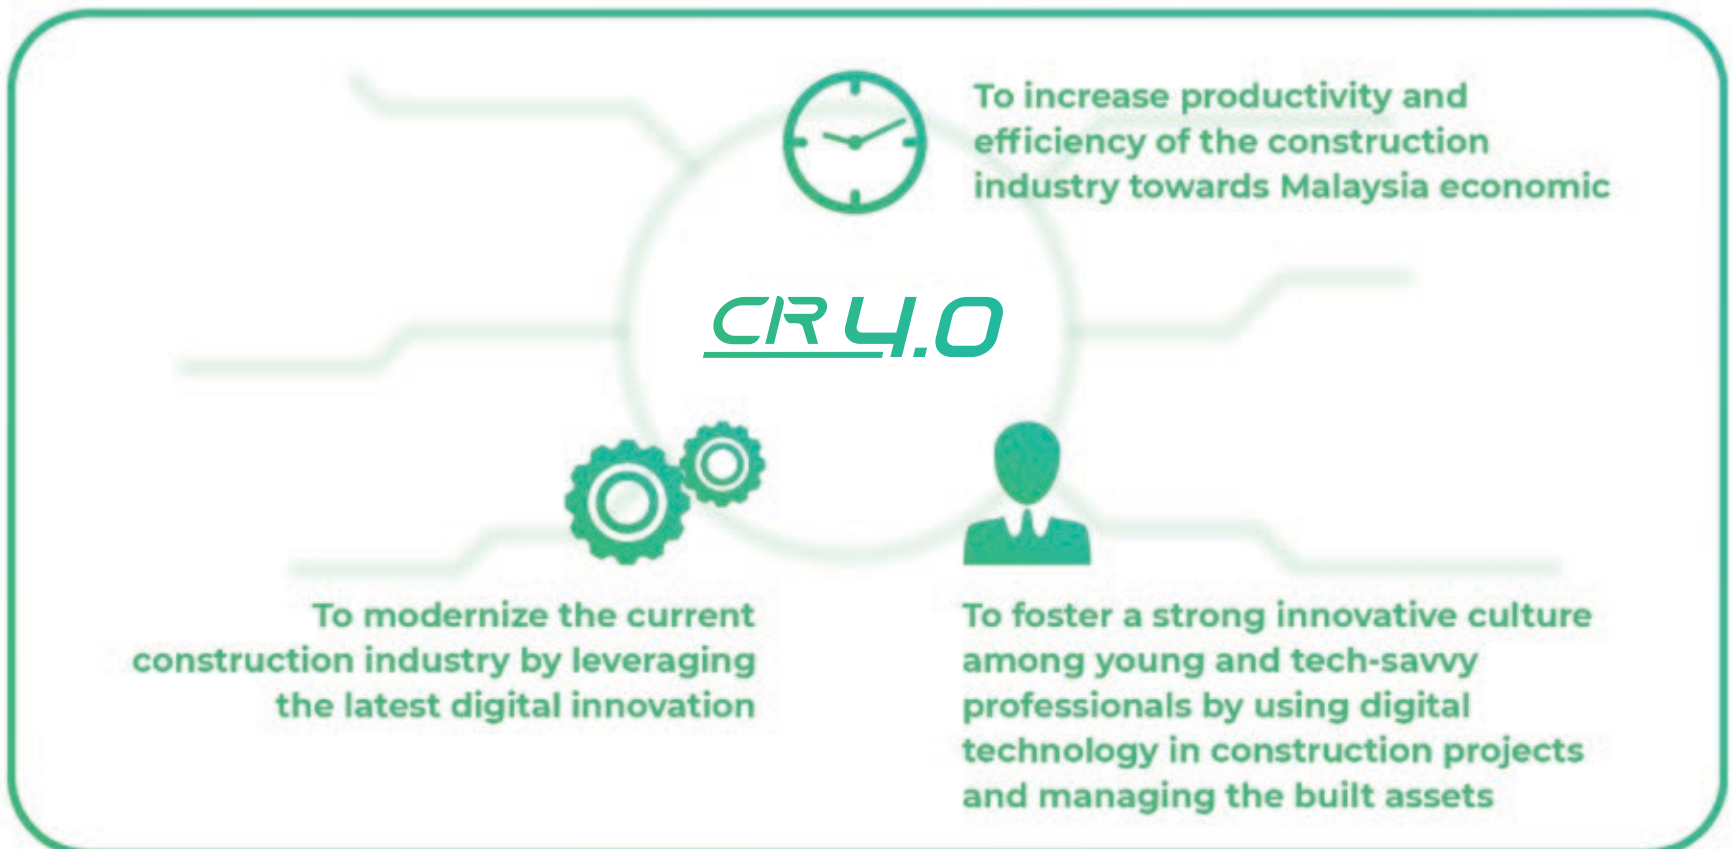 To increase productivity and
efficiency of the construction
industry towards Malaysia economic
CR 4.0
To modernize the current
construction industry by leveraging
the latest digital innovation
To foster a strong innovative culture
among young and tech-savvy
professionals by using digital
technology in construction projects
and managing the built assets